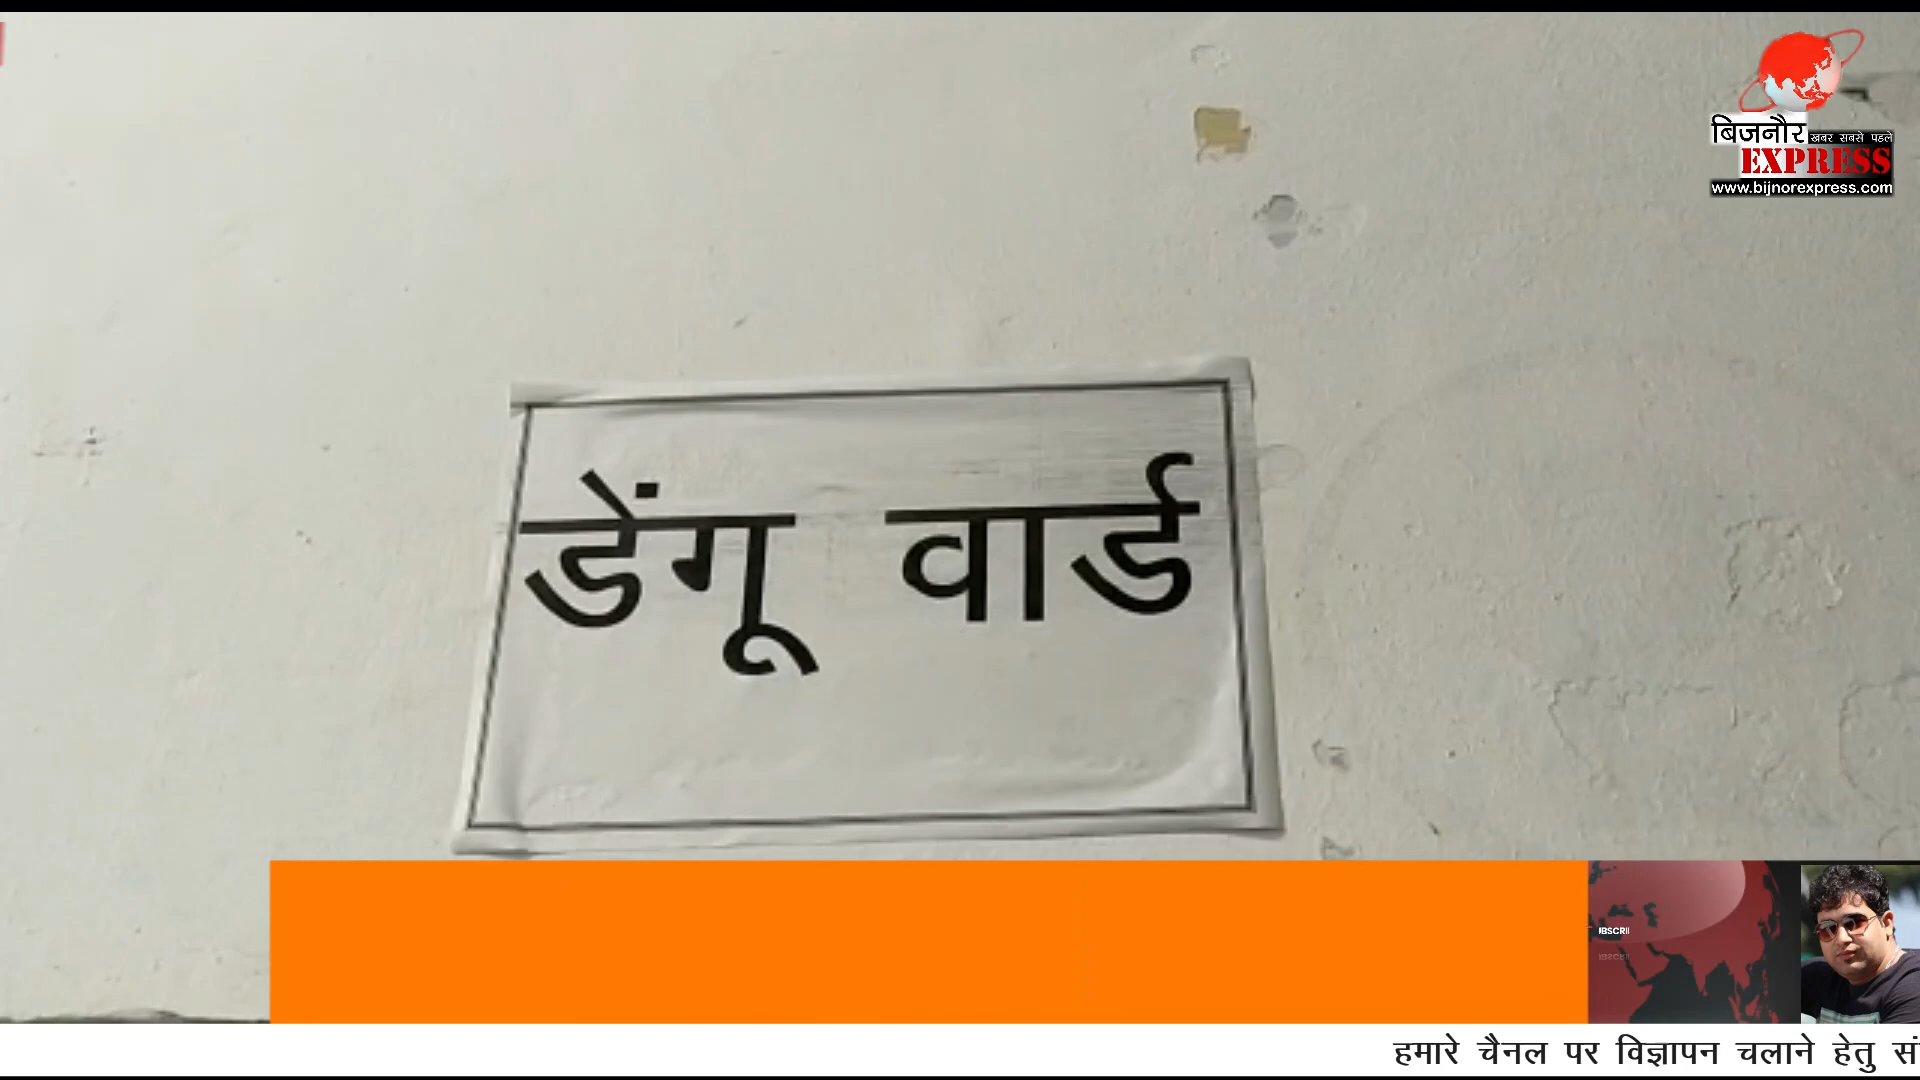 बिजनौर खबर सबसे पहले
EXPRESS
www.bijnorexpress.com
डेंगू वार्ड
हमारे चैनल पर विज्ञापन चलाने हेतु